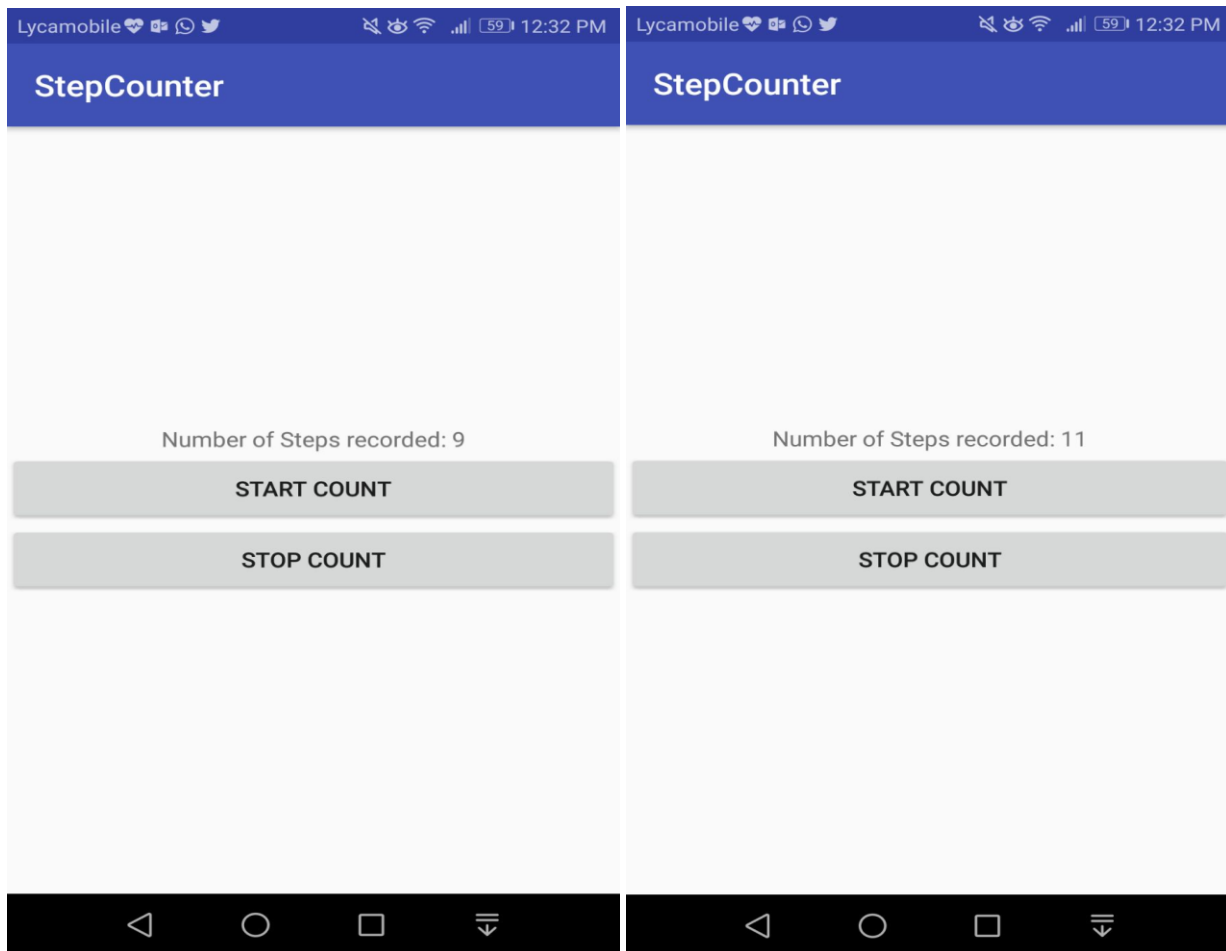 Lycamobile 59 12:32 PM
StepCounter
Number of Steps recorded: 9
START COUNT
STOP COUNT
Lycamobile 59 12:32 PM
StepCounter
Number of Steps recorded: 11
START COUNT
STOP COUNT